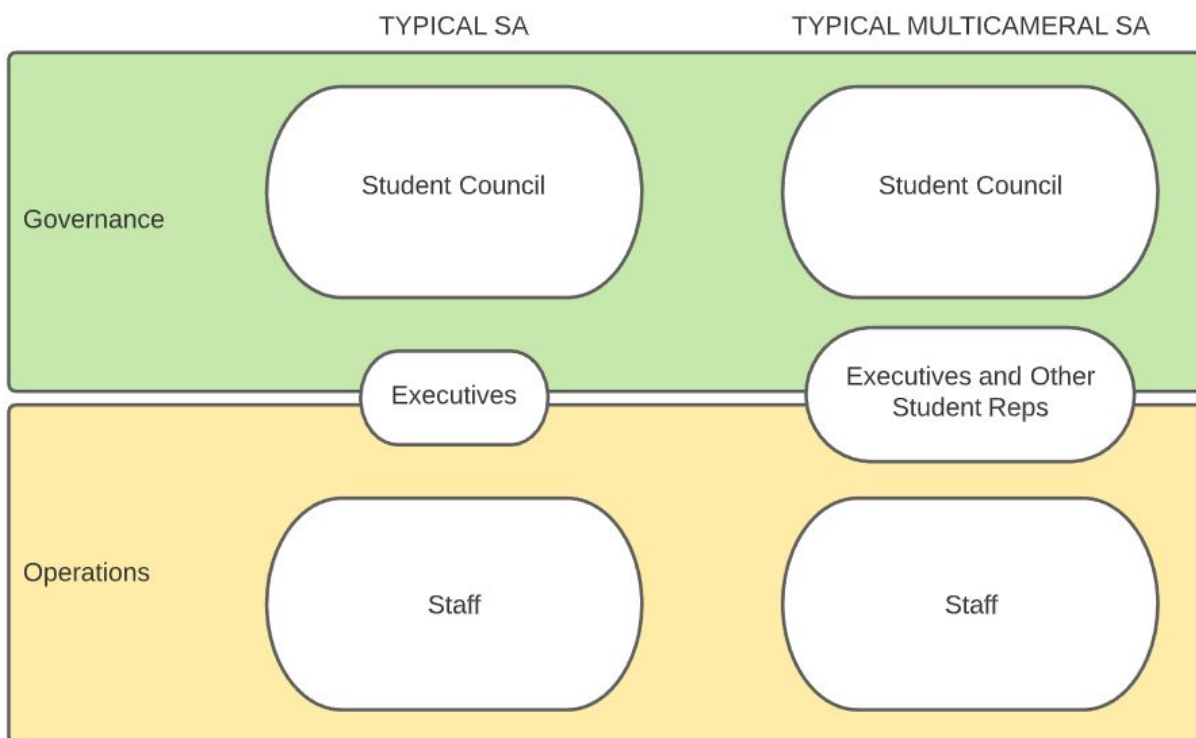 TYPICAL SA
TYPICAL MULTICAMERAL SA
Governance
Student Council
Student Council
Executives
Executives and Other
Student Reps
Operations
Staff
Staff